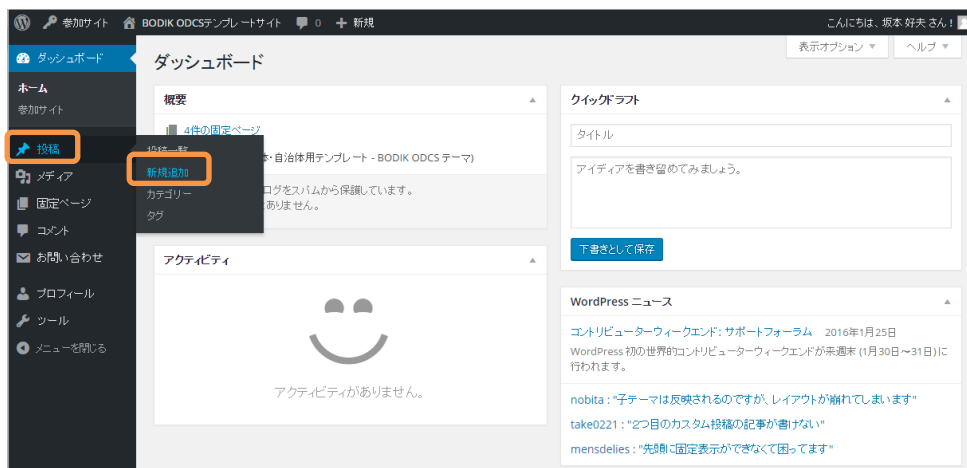 参加サイト BODIK ODCSテンプレートサイト 0 新規 こんにちは、坂本 好夫 さん!
表示オプション ヘルプ
ダッシュボード
ホーム
参加サイト
投稿
メディア
固定ページ
コメント
お問い合わせ
プロフィール
ツール
メニューを閉じる
投稿一覧
新規追加
カテゴリー
タグ
ダッシュボード
概要
4件の固定ページ
・自治体用テンプレート - BODIK ODCS テーマ)
ログをスパムから保護しています。
ありません。
アクティビティ
アクティビティがありません。
クイックドラフト
タイトル
アイディアを書き留めてみましょう。
下書きとして保存
WordPress ニュース
コントリビューターウィークエンド: サポートフォーラム 2016年1月25日
WordPress 初の世界的コントリビューターウィークエンドが来週末 (1月30日~31日)に
行われます。
nobita : "子テーマは反映されるのですが、レイアウトが崩れてしまいます"
take0221 : "2つ目のカスタム投稿の記事が書けない"
mensdelies : "先頭に固定表示ができなくて困ってます"